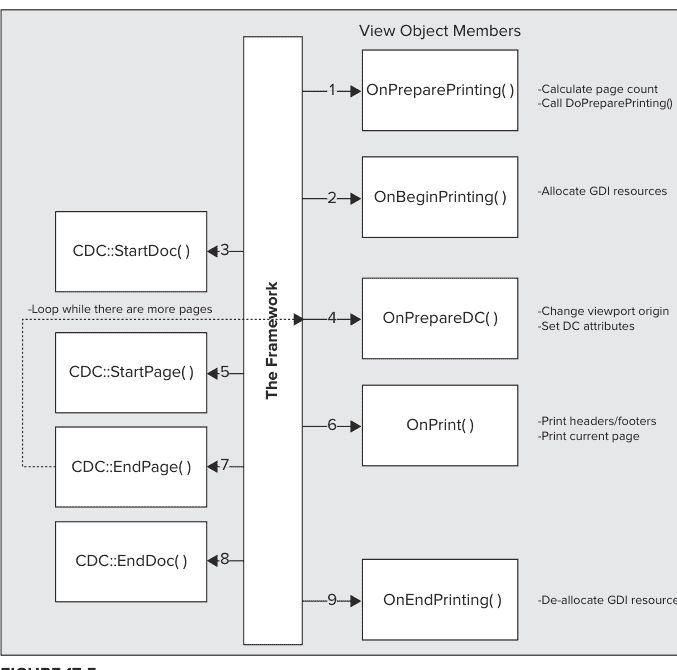 View Object Members
1
OnPreparePrinting( )
-Calculate page count
-Call DoPreparePrinting()
2
OnBeginPrinting( )
-Allocate GDI resources
CDC::StartDoc( )
3
The Framework
-Loop while there are more pages
4
OnPrepareDC( )
-Change viewport origin
-Set DC attributes
CDC::StartPage( )
5
6
OnPrint( )
-Print headers/footers
-Print current page
CDC::EndPage( )
7
CDC::EndDoc( )
8
9
OnEndPrinting( )
-De-allocate GDI resource